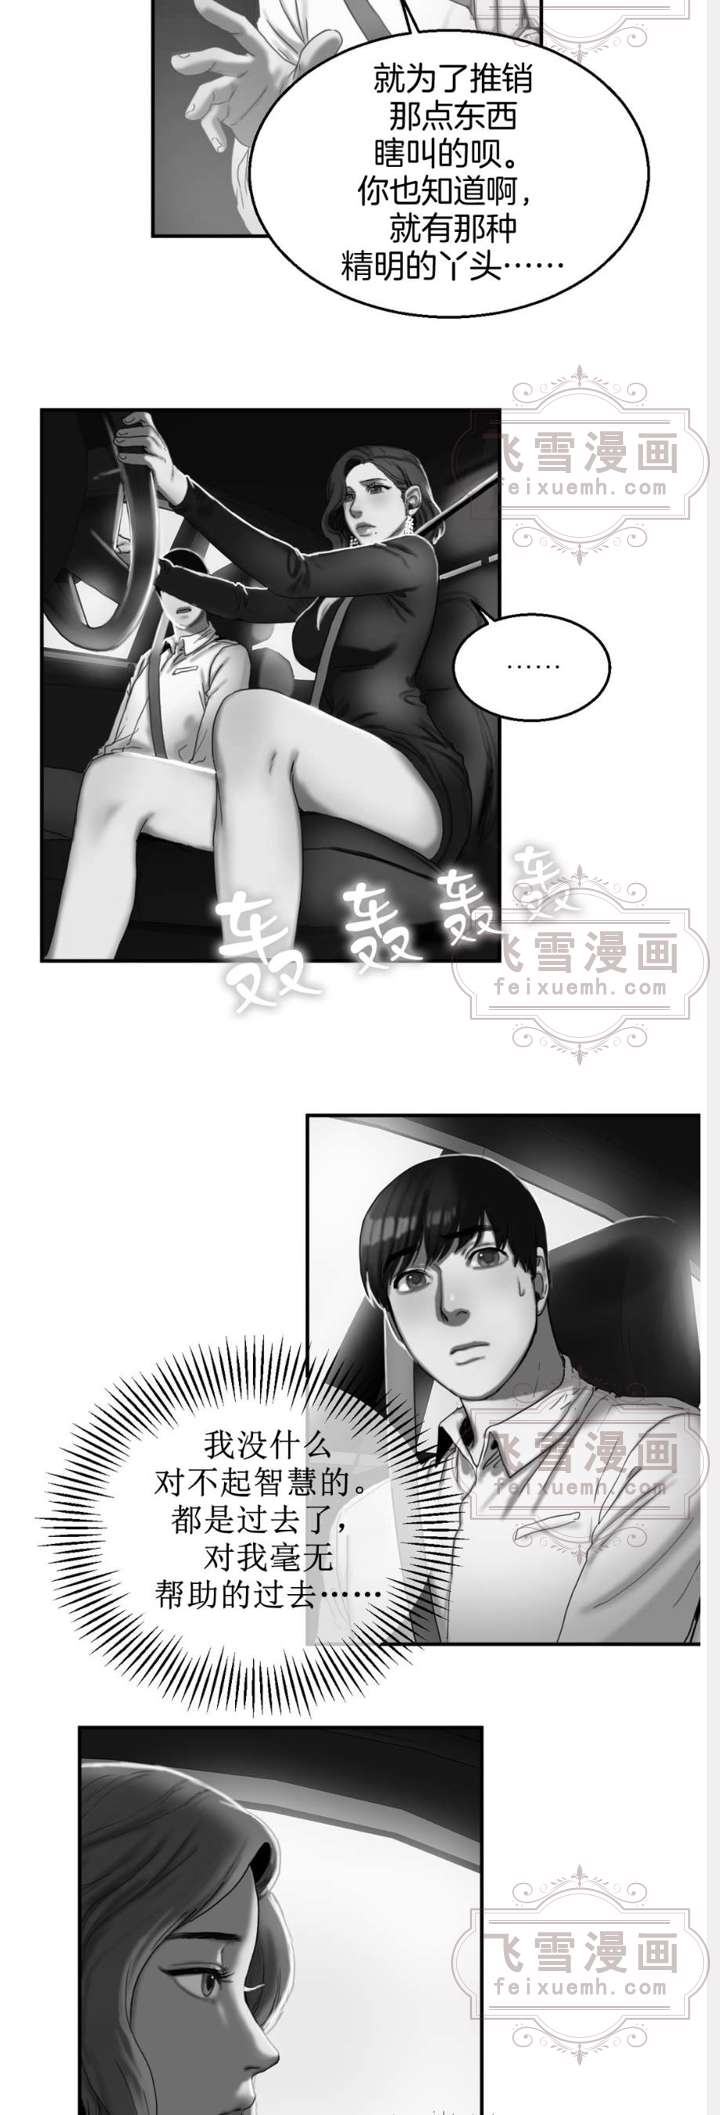 就为了推销
那点东西
瞎叫的呗。
你也知道啊，
就有那种
精明的丫头……
飞雪漫画
feixuemh.com
……
轰轰轰轰
飞雪漫画
feixuemh.com
我没什么
对不起智慧的。
都是过去了，
对我毫无
帮助的过去……
飞雪漫画
feixuemh.com
飞雪漫画
feixuemh.com